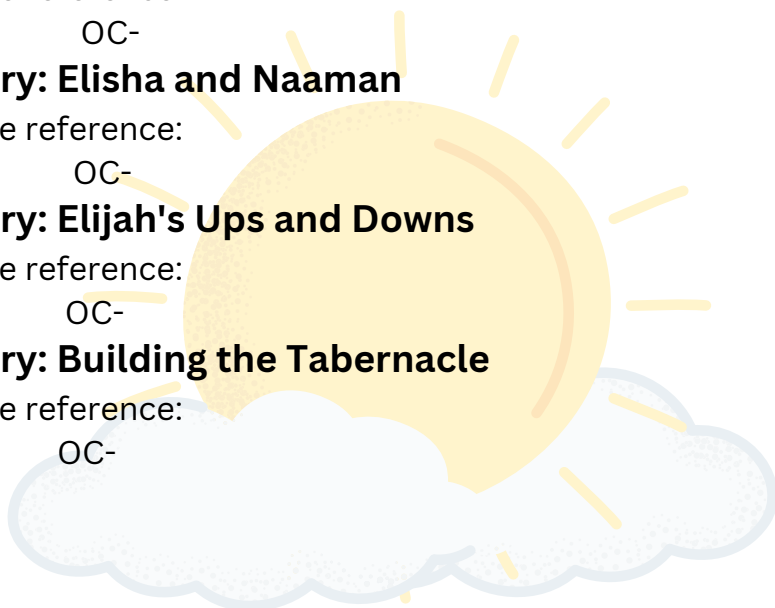 OC-
ry: Elisha and Naaman
e reference:
OC-
ry: Elijah's Ups and Downs
e reference:
OC-
ry: Building the Tabernacle
e reference:
OC-